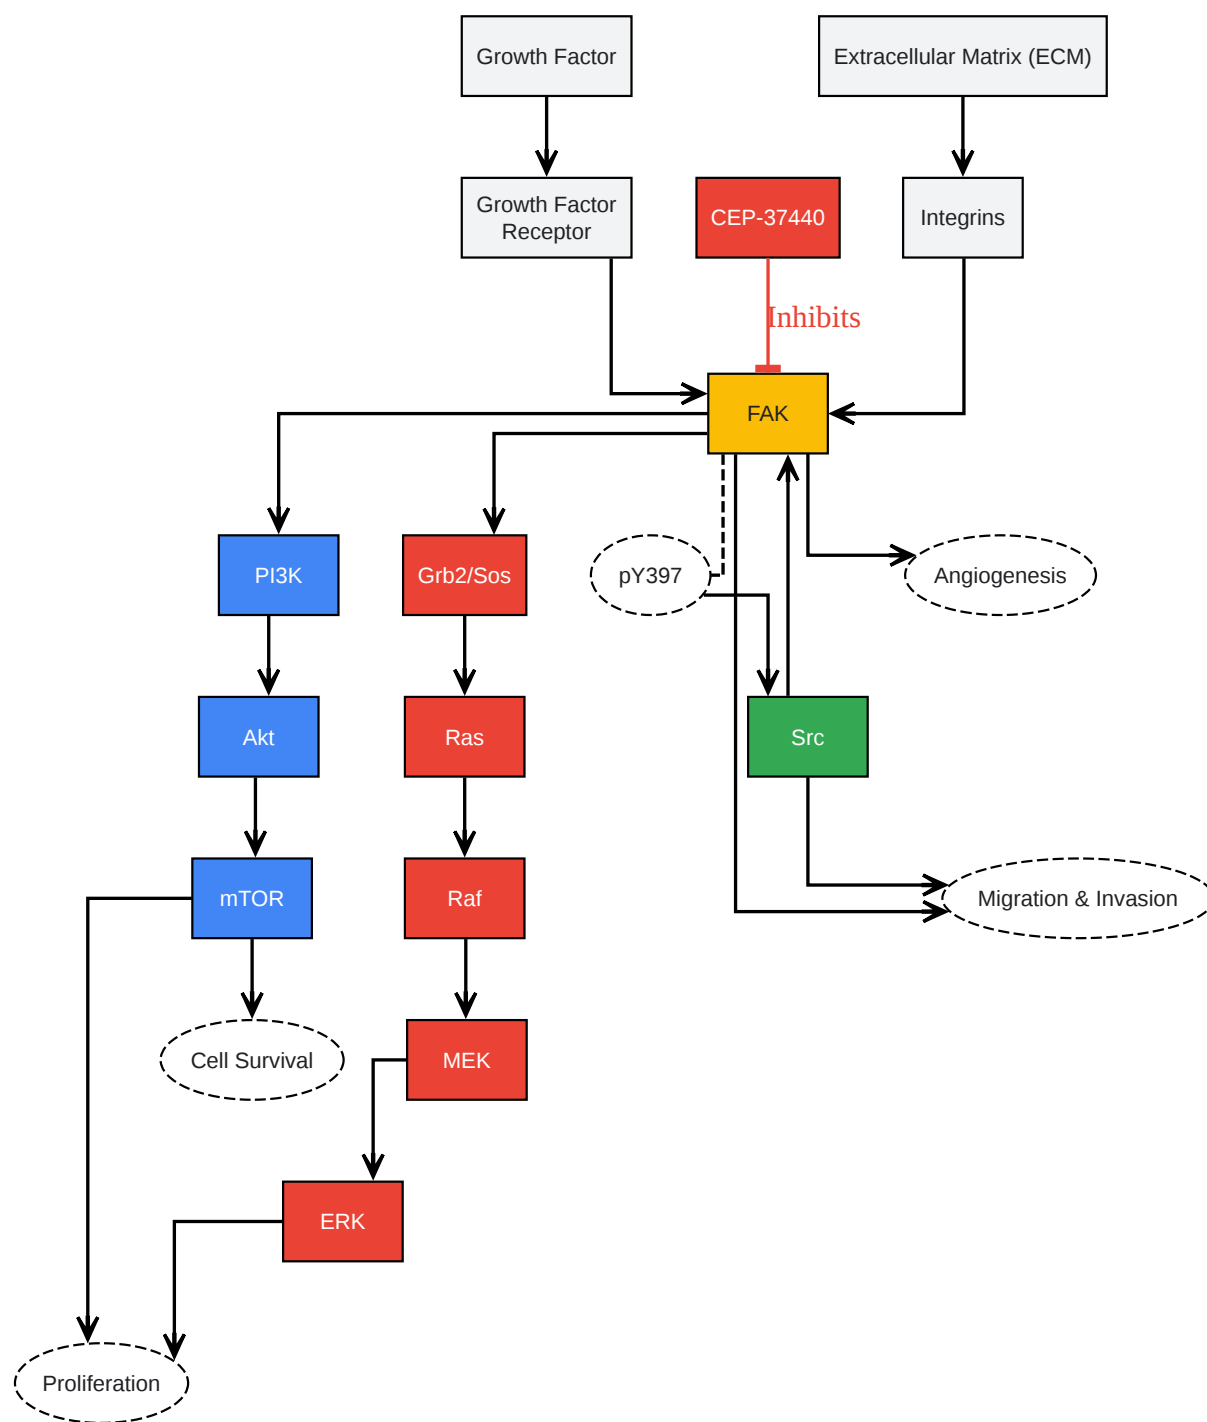 Growth Factor
Extracellular Matrix (ECM)
Growth Factor
Receptor
CEP-37440
Integrins
Inhibits
FAK
PI3K
Grb2/Sos
pY397
Angiogenesis
Akt
Ras
Src
mTOR
Raf
Migration & Invasion
Cell Survival
MEK
ERK
Proliferation